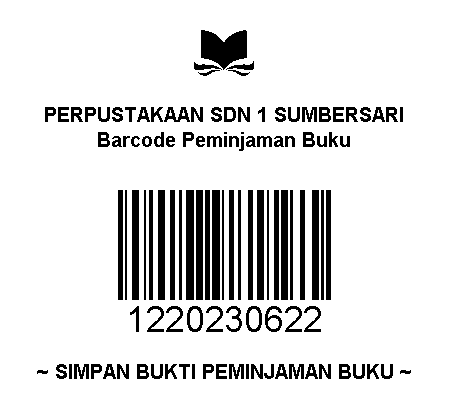 PERPUSTAKAAN SDN 1 SUMBERSARI
Barcode Peminjaman Buku
1220230622
~ SIMPAN BUKTI PEMINJAMAN BUKU ~